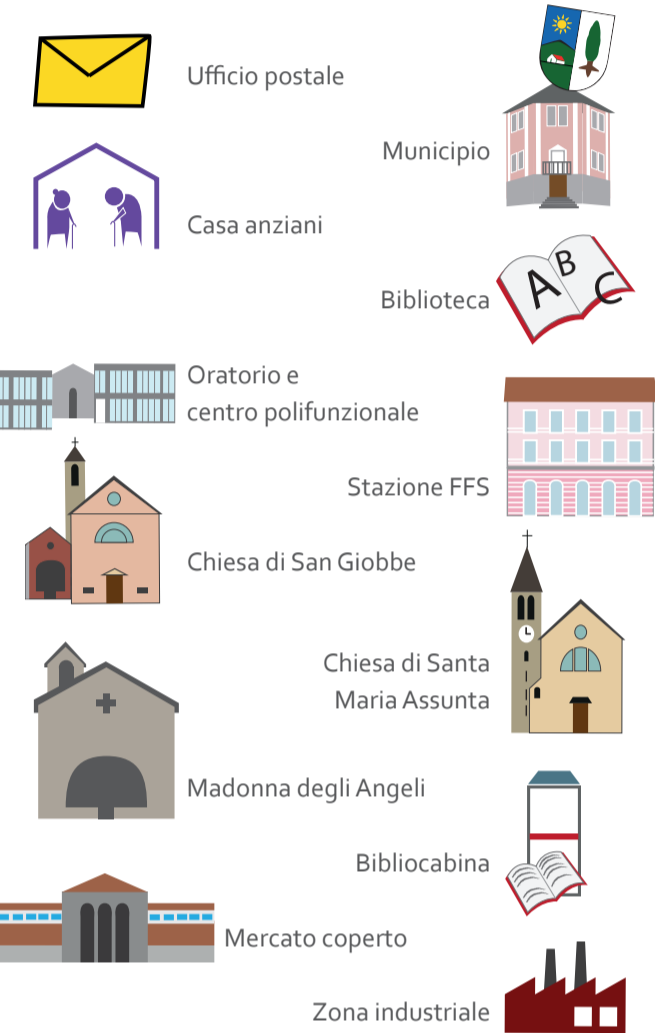 Ufficio postale
Municipio
Casa anziani
A B C
Biblioteca
Oratorio e
centro polifunzionale
Stazione FFS
Chiesa di San Giobbe
Chiesa di Santa
Maria Assunta
Madonna degli Angeli
Bibliocabina
Mercato coperto
Zona industriale